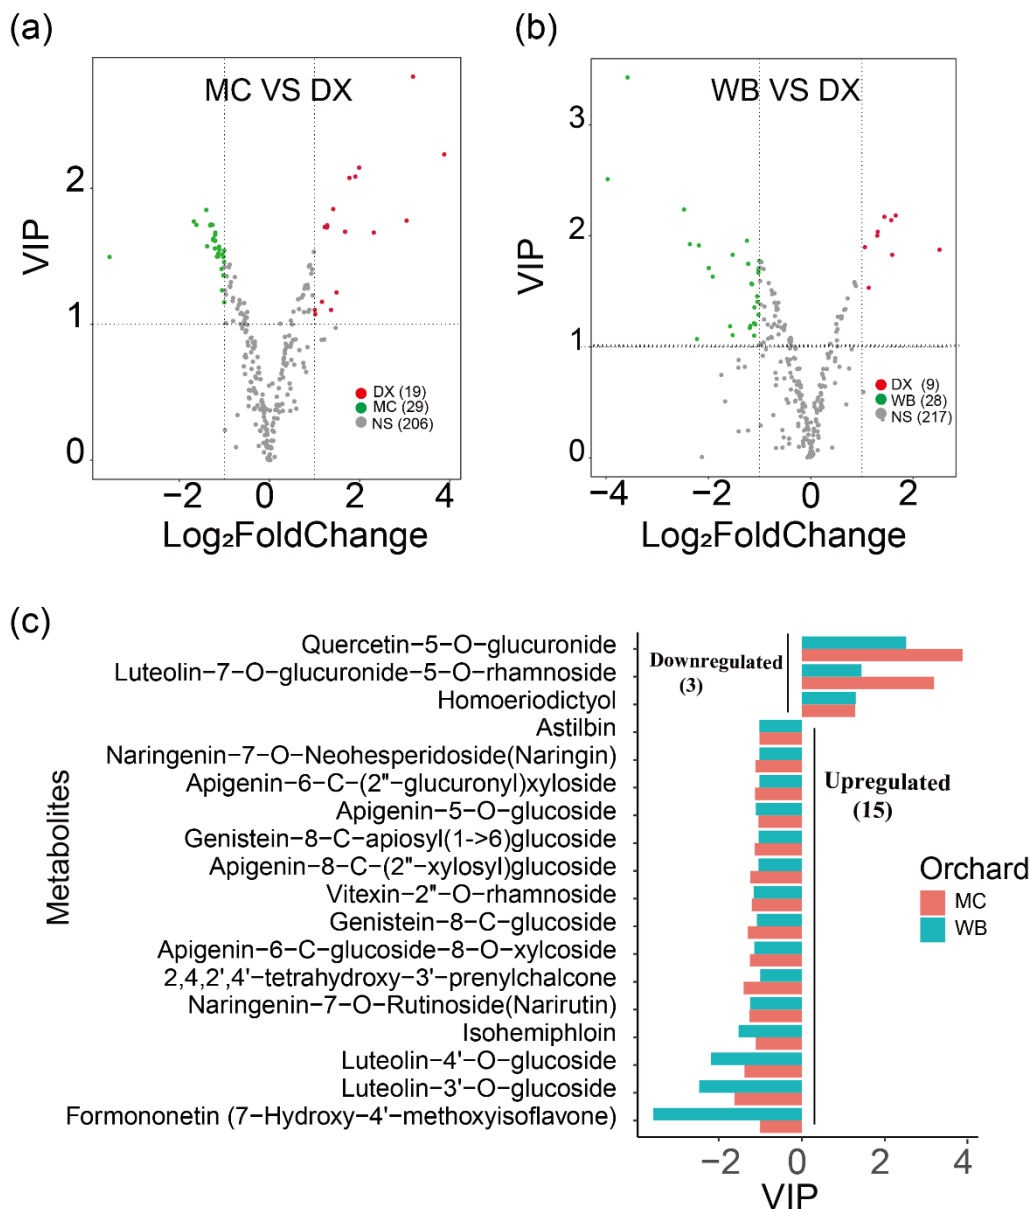 (a)
MC VS DX
VIP
2
1
0
DX (19)
MC (29)
NS (206)
−2
0
2
4
Log₂FoldChange
(b)
WB VS DX
VIP
3
2
1
0
DX (9)
WB (28)
NS (217)
−4
−2
0
2
Log₂FoldChange
(c)
Metabolites
Quercetin−5−O−glucuronide
Luteolin−7−O−glucuronide−5−O−rhamnoside
Homoeriodictyol
Astilbin
Naringenin−7−O−Neohesperidoside(Naringin)
Apigenin−6−C−(2"−glucuronyl)xyloside
Apigenin−5−O−glucoside
Genistein−8−C−apiosyl(1->6)glucoside
Apigenin−8−C−(2"−xylosyl)glucoside
Vitexin−2"−O−rhamnoside
Genistein−8−C−glucoside
Apigenin−6−C−glucoside−8−O−xylcoside
2,4,2',4'−tetrahydroxy−3'−prenylchalcone
Naringenin−7−O−Rutinoside(Narirutin)
Isohemiphloin
Luteolin−4'−O−glucoside
Luteolin−3'−O−glucoside
Formononetin (7−Hydroxy−4'−methoxyisoflavone)
Downregulated
(3)
Upregulated
(15)
Orchard
MC
WB
−2
0
2
4
VIP